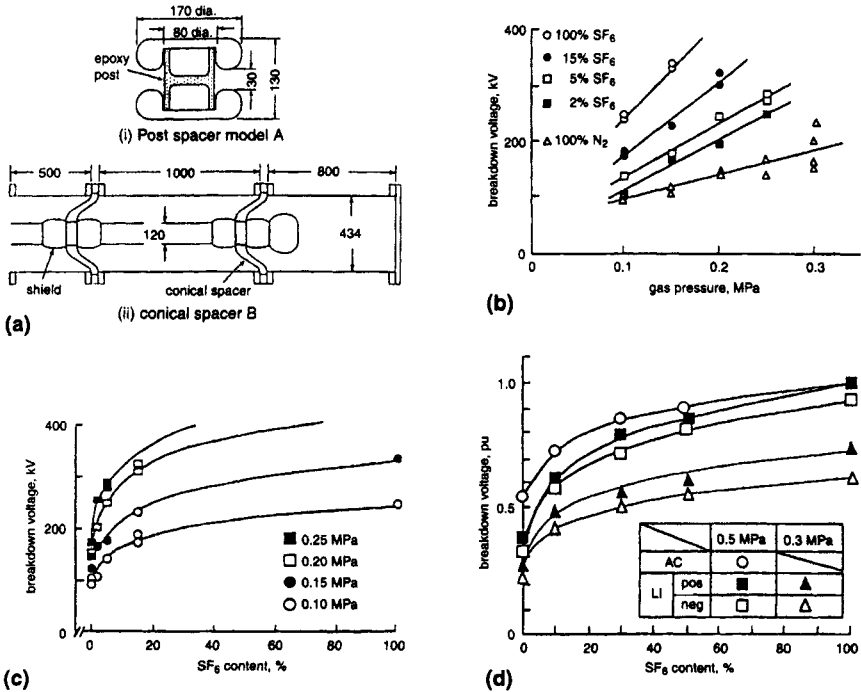 170 dia.
80 dia.
epoxy
post
30
130
(i) Post spacer model A
500
1000
800
120
434
shield
conical spacer
(ii) conical spacer B
(a)
breakdown voltage, kV
400
300
200
100
0
100% SF6
15% SF6
5% SF6
2% SF6
100% N2
0
0.1
0.2
0.3
gas pressure, MPa
(b)
breakdown voltage, kV
400
200
0
0.25 MPa
0.20 MPa
0.15 MPa
0.10 MPa
0
20
40
60
80
100
SF6 content, %
(c)
breakdown voltage, pu
1.0
0.5
0
0.5 MPa
0.3 MPa
AC
LI
pos
neg
0
20
40
60
80
100
SF6 content, %
(d)